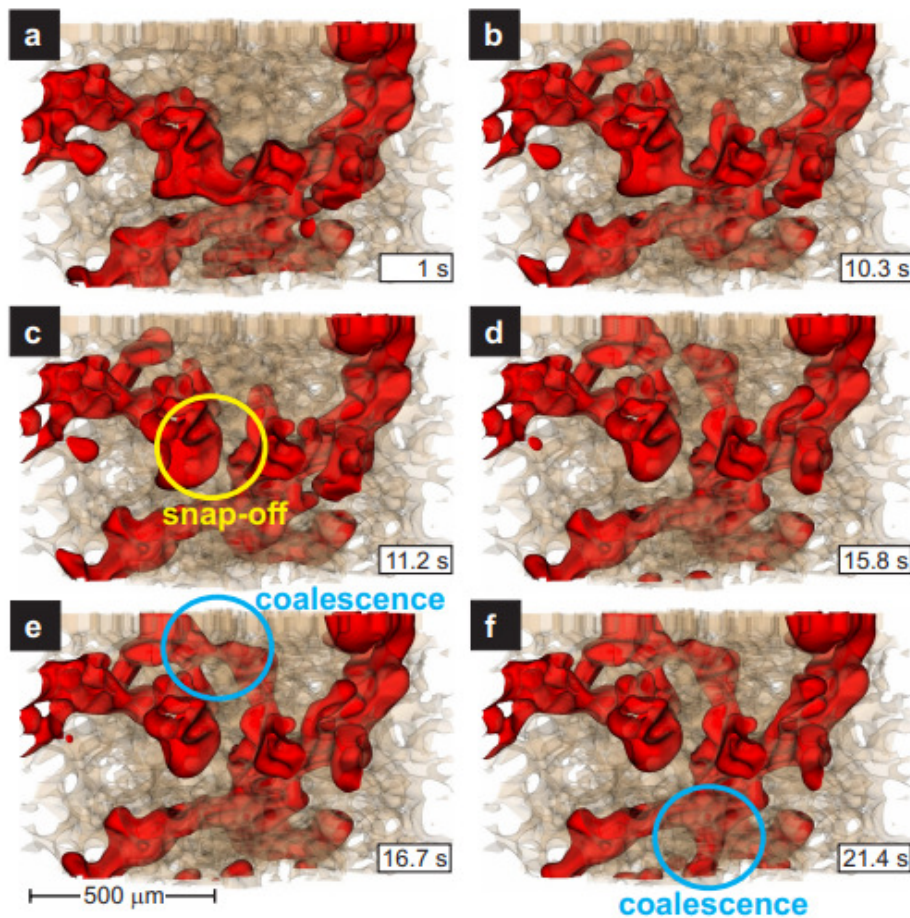 a
b
1 s
10.3 s
c
d
snap-off
11.2 s
15.8 s
coalescence
e
f
16.7 s
21.4 s
500 μm
coalescence